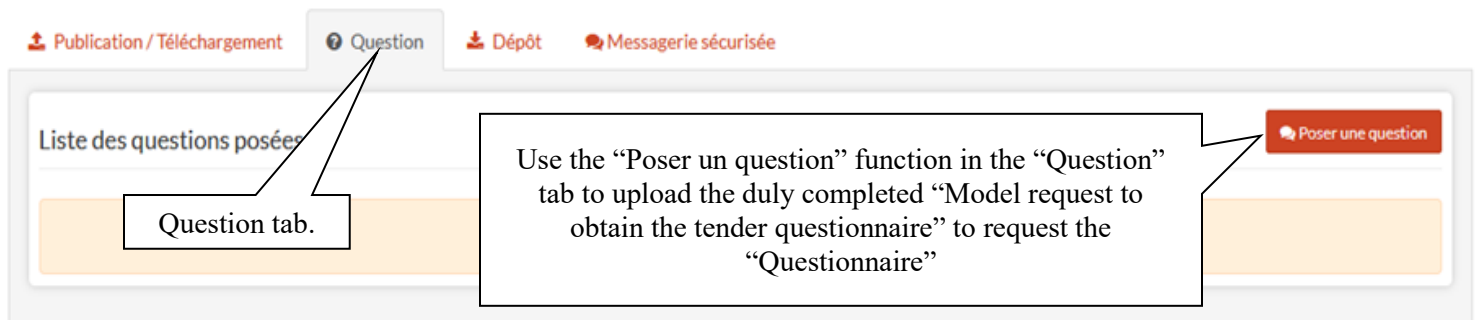 Publication / Téléchargement Question Dépôt Messagerie sécurisée
Liste des questions posées
Poser une question
Use the “Poser un question” function in the “Question”
tab to upload the duly completed “Model request to
obtain the tender questionnaire” to request the
“Questionnaire”
Question tab.